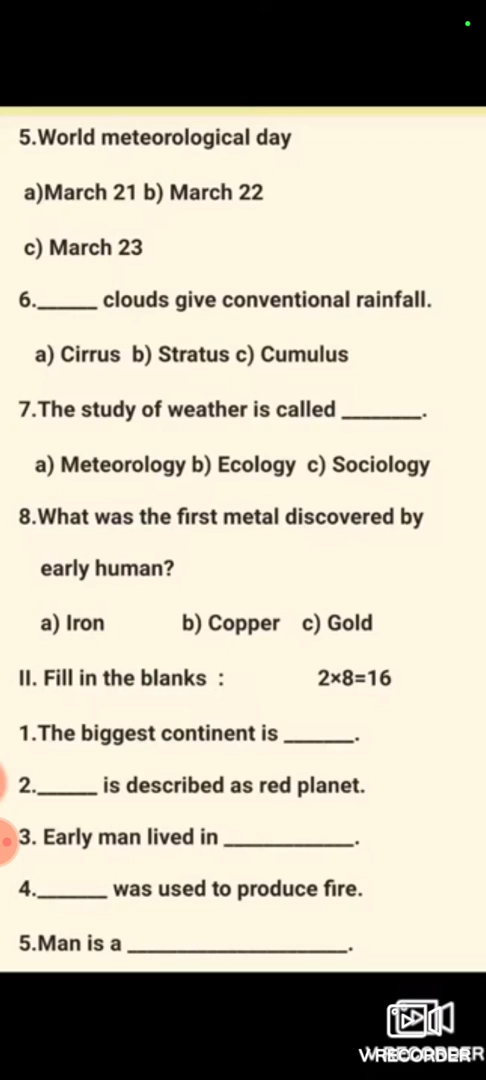 5.World meteorological day
a)March 21 b) March 22
c) March 23
6._____ clouds give conventional rainfall.
a) Cirrus b) Stratus c) Cumulus
7.The study of weather is called _______.
a) Meteorology b) Ecology c) Sociology
8.What was the first metal discovered by
early human?
a) Iron b) Copper c) Gold
II. Fill in the blanks : 2×8=16
1.The biggest continent is ______.
2._____ is described as red planet.
3. Early man lived in ___________.
4.______ was used to produce fire.
5.Man is a ___________________.
V RECORDER